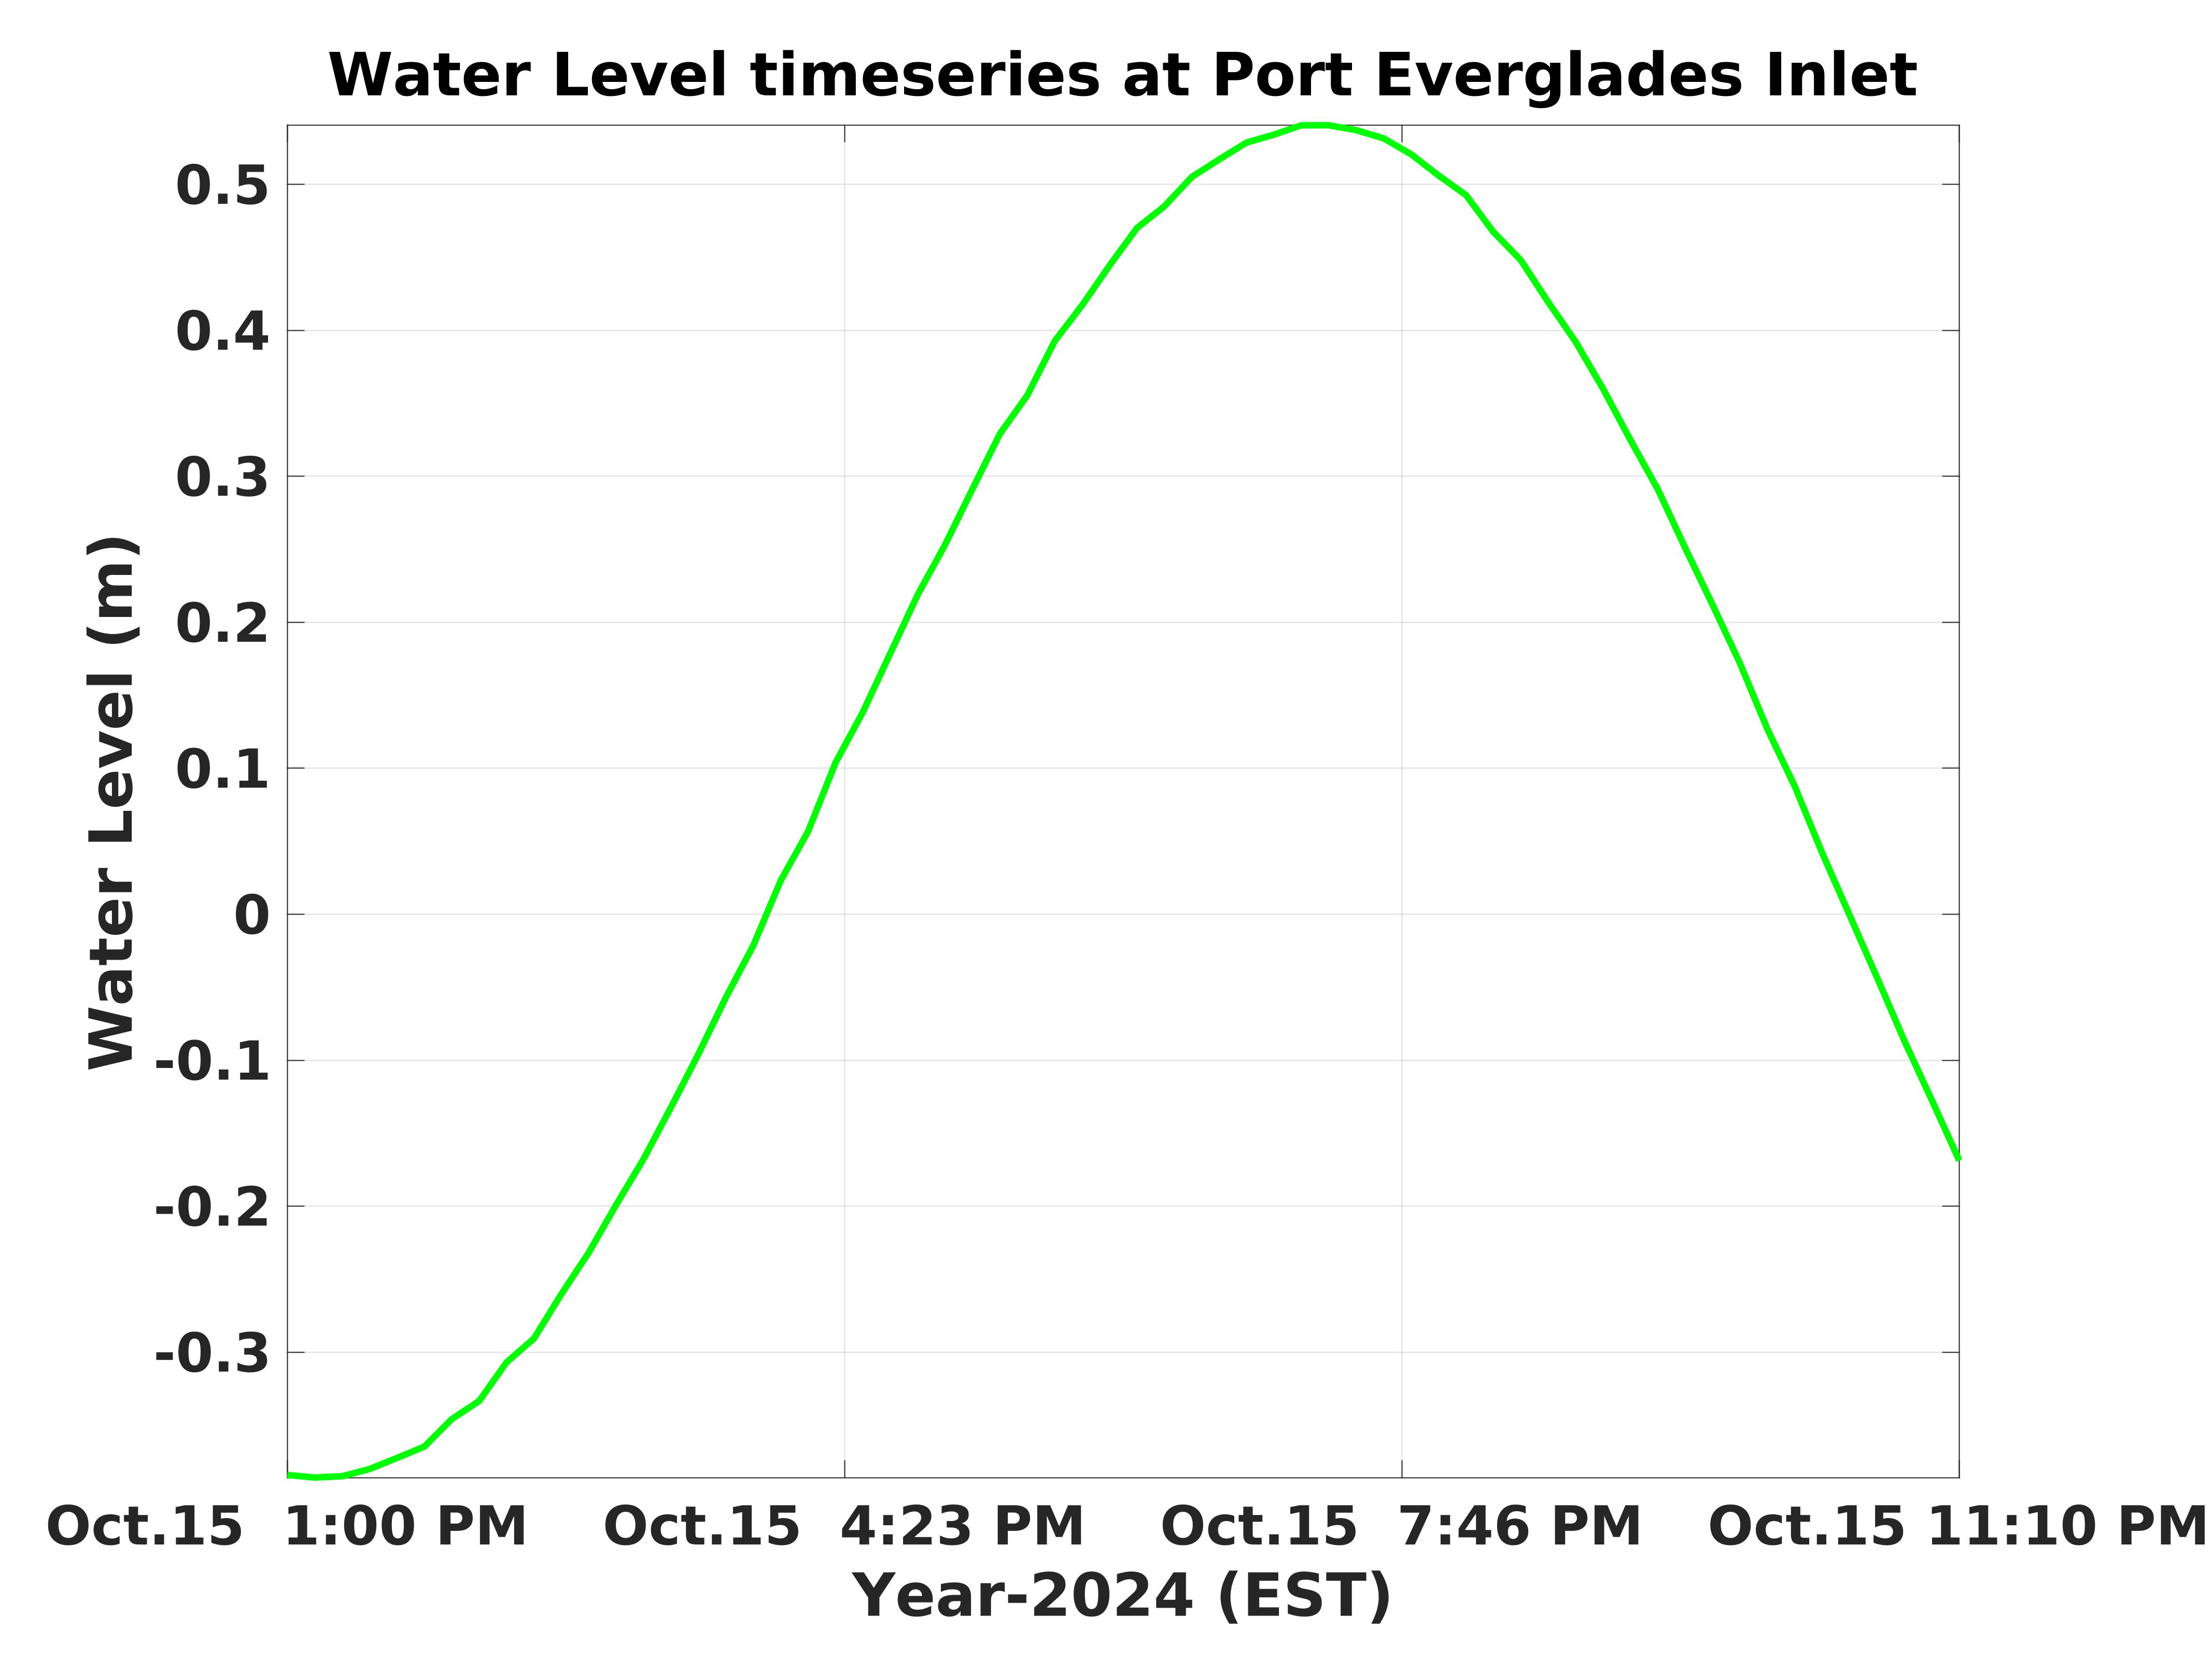 Water Level timeseries at Port Everglades Inlet
0.5
0.4
0.3
0.2
0.1
0
-0.1
-0.2
-0.3
Water Level (m)
Oct.15 1:00 PM Oct.15 4:23 PM Oct.15 7:46 PM Oct.15 11:10 PM
Year-2024 (EST)